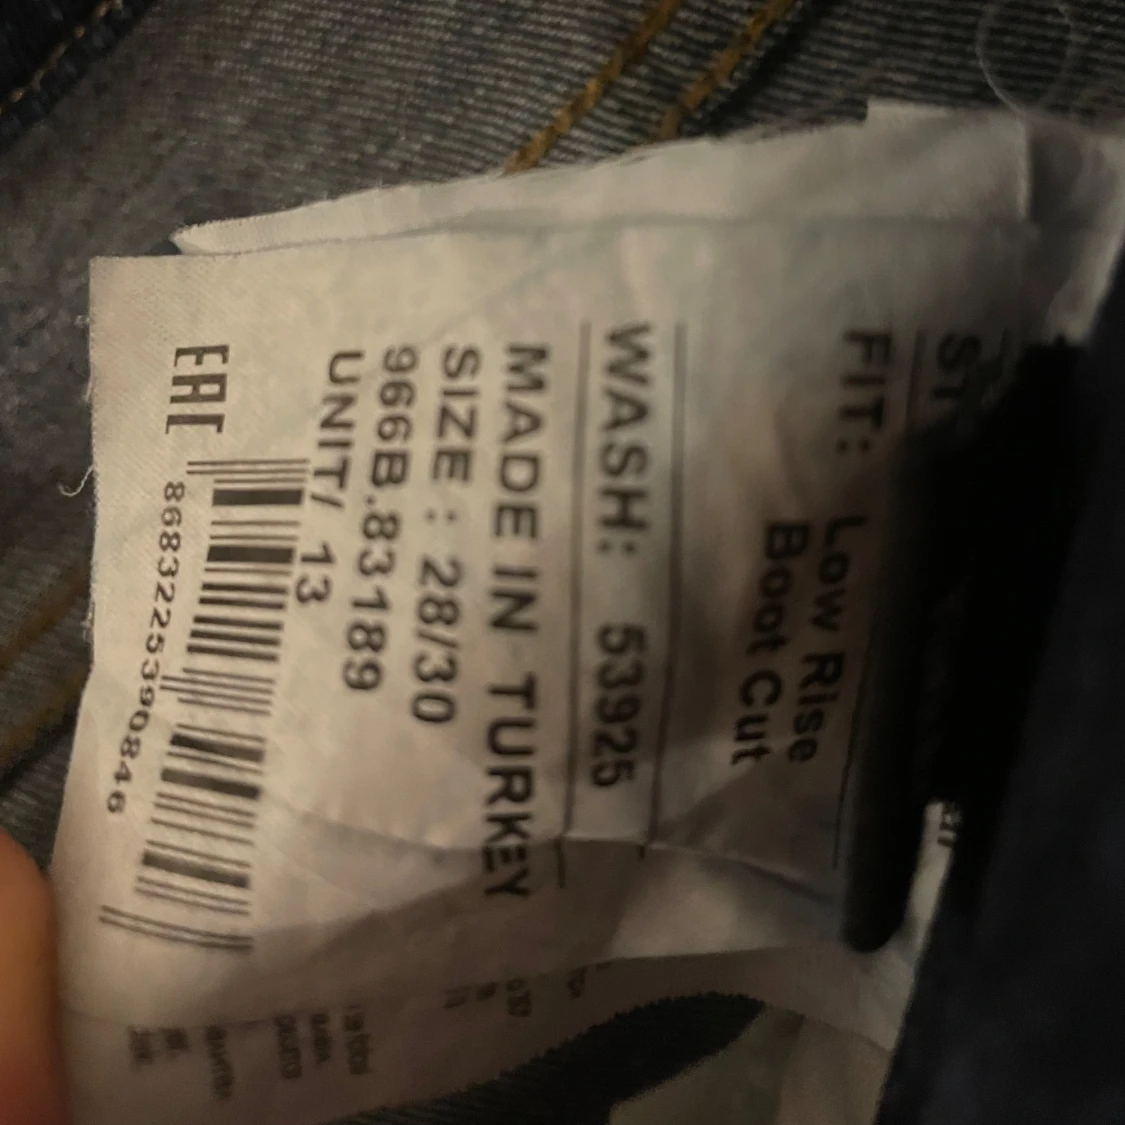 FIT: Low Rise
Boot Cut
WASH: 53925
MADE IN TURKEY
SIZE : 28/30
966B.83189
UNIT/ 13
EAC 8683225390846